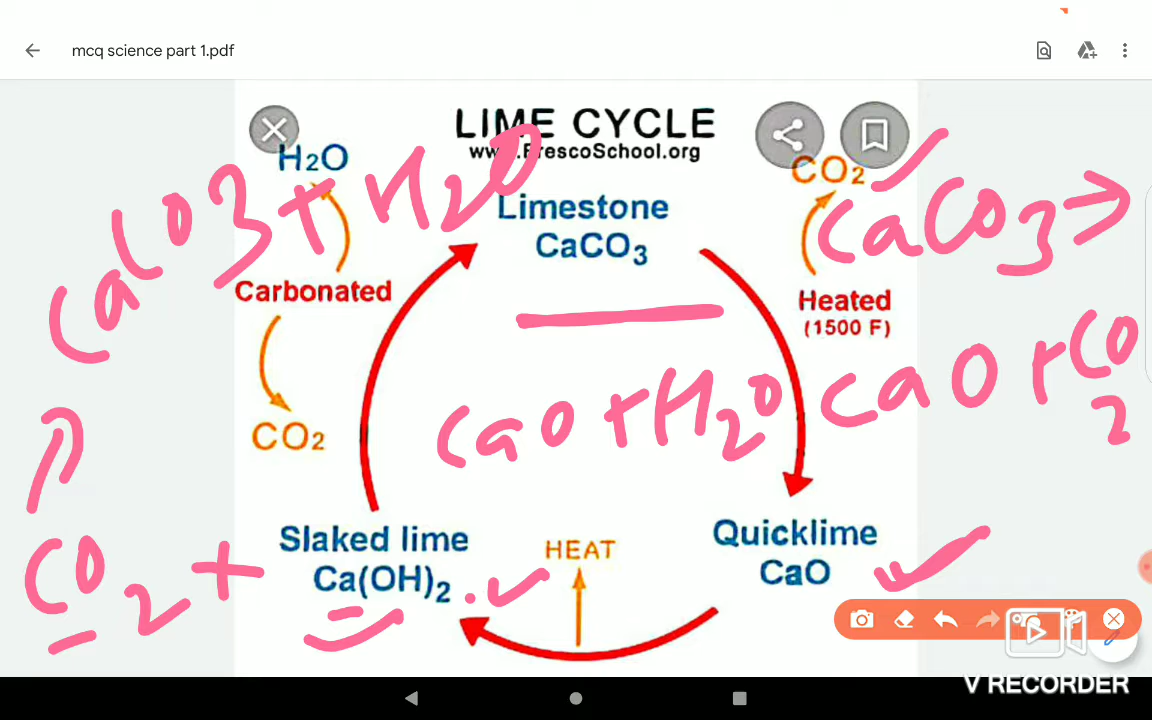 mcq science part 1.pdf
LIME CYCLE
www.FrescoSchool.org
H2O
CO2
Limestone
CaCO3
Carbonated
Heated
(1500 F)
CO2
Slaked lime
Ca(OH)2
HEAT
Quicklime
CaO
CaCO3 + H2O
CaCO3 →
CaO + CO2
CaO + H2O
CO2 +
V RECORDER